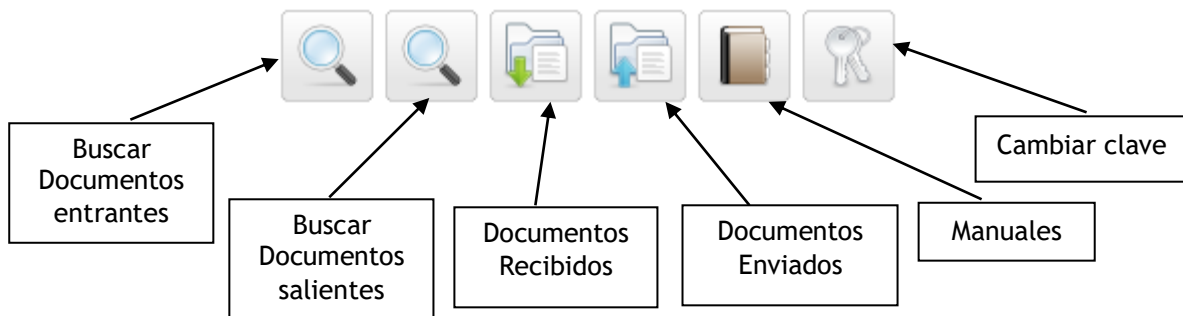 Buscar
Documentos
entrantes
Buscar
Documentos
salientes
Documentos
Recibidos
Documentos
Enviados
Manuales
Cambiar clave